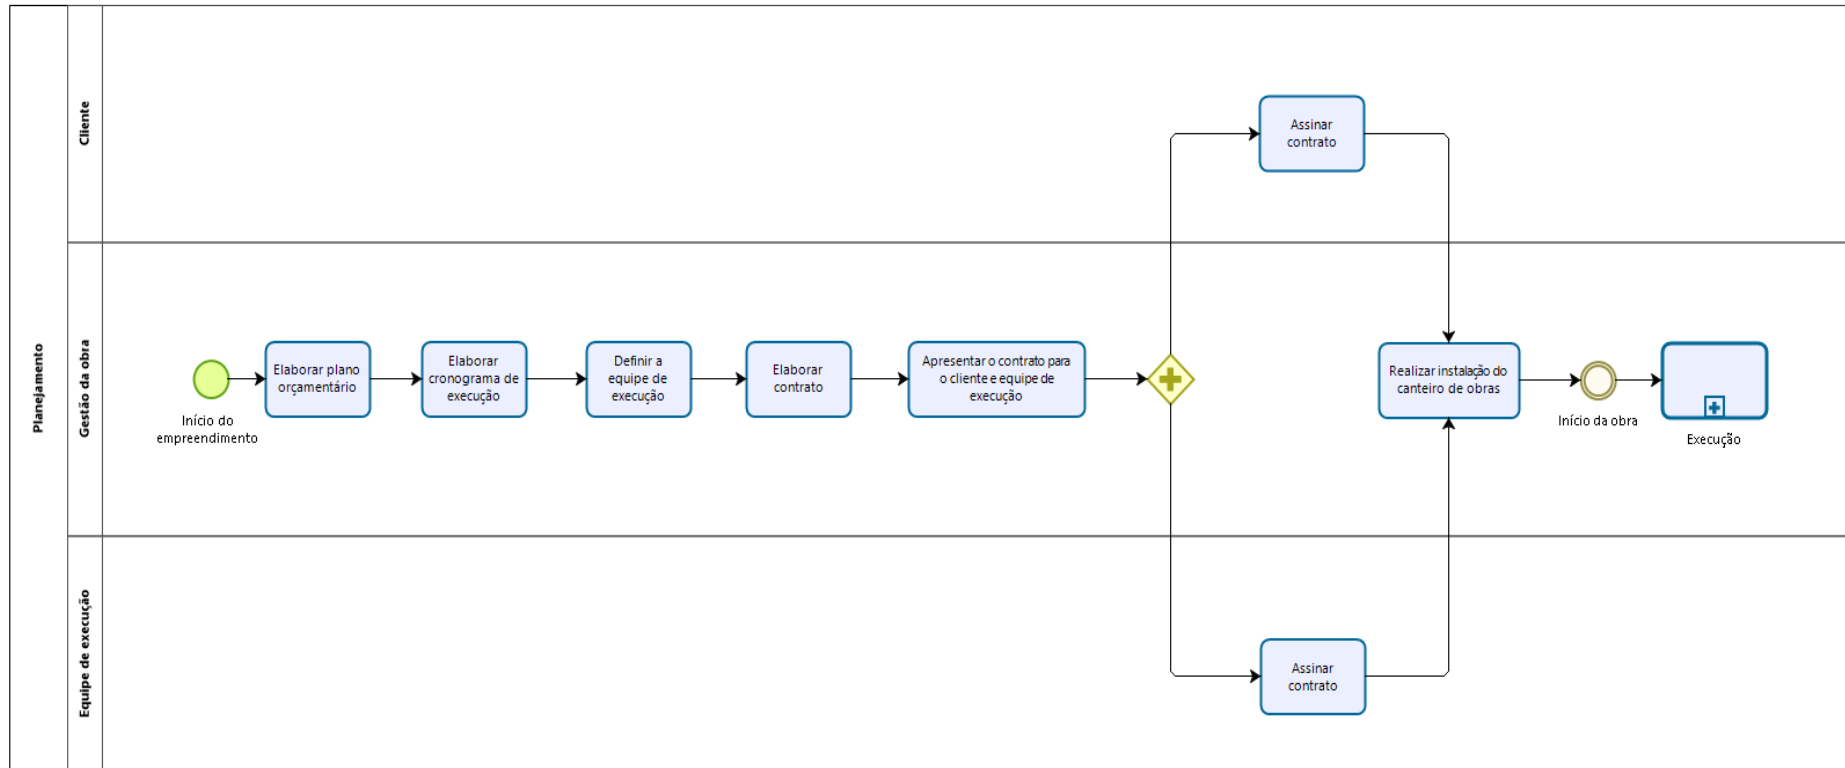 Planejamento
Cliente
Assinar
contrato
Gestão da obra
Início do
empreendimento
Elaborar plano
orçamentário
Elaborar
cronograma de
execução
Definir a
equipe de
execução
Elaborar
contrato
Apresentar o contrato para
o cliente e equipe de
execução
Realizar instalação do
canteiro de obras
Início da obra
Execução
Equipe de execução
Assinar
contrato